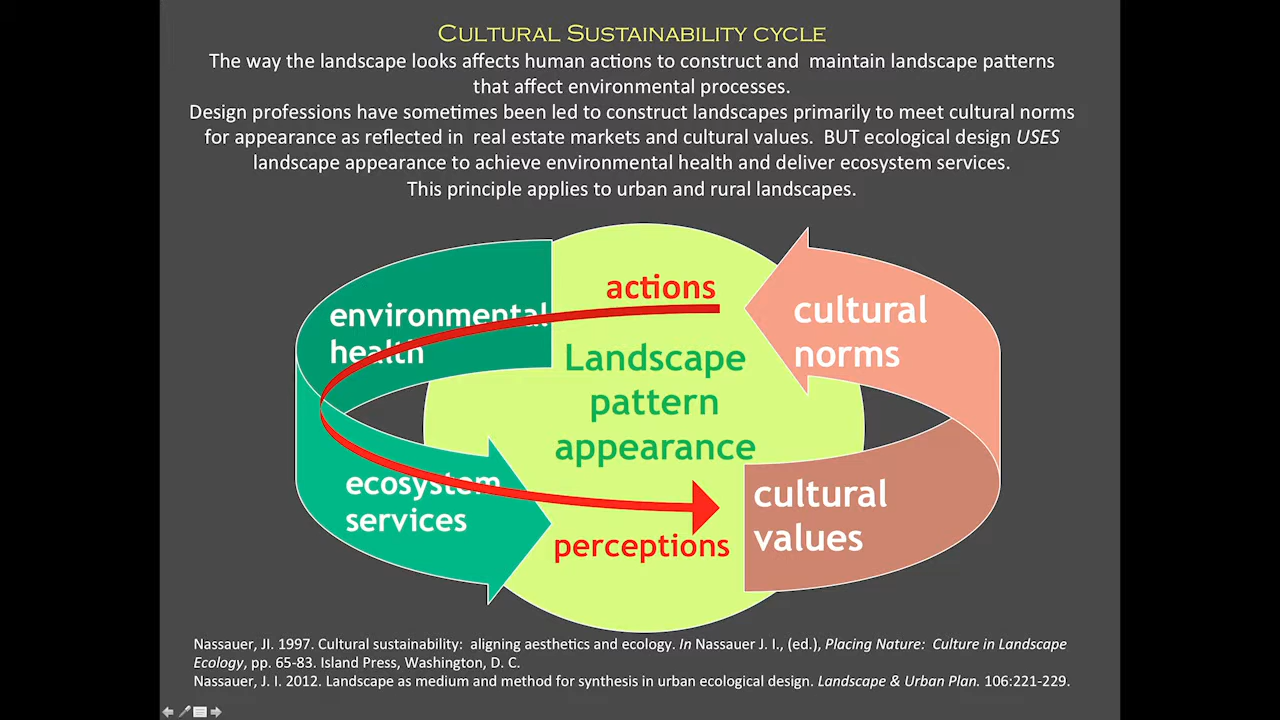 CULTURAL SUSTAINABILITY CYCLE
The way the landscape looks affects human actions to construct and maintain landscape patterns
that affect environmental processes.
Design professions have sometimes been led to construct landscapes primarily to meet cultural norms
for appearance as reflected in real estate markets and cultural values. BUT ecological design USES
landscape appearance to achieve environmental health and deliver ecosystem services.
This principle applies to urban and rural landscapes.
actions
environmental
health
cultural
norms
Landscape
pattern
appearance
ecosystem
services
cultural
values
perceptions
Nassauer, JI. 1997. Cultural sustainability: aligning aesthetics and ecology. In Nassauer J. I., (ed.), Placing Nature: Culture in Landscape
Ecology, pp. 65-83. Island Press, Washington, D. C.
Nassauer, J. I. 2012. Landscape as medium and method for synthesis in urban ecological design. Landscape & Urban Plan. 106:221-229.